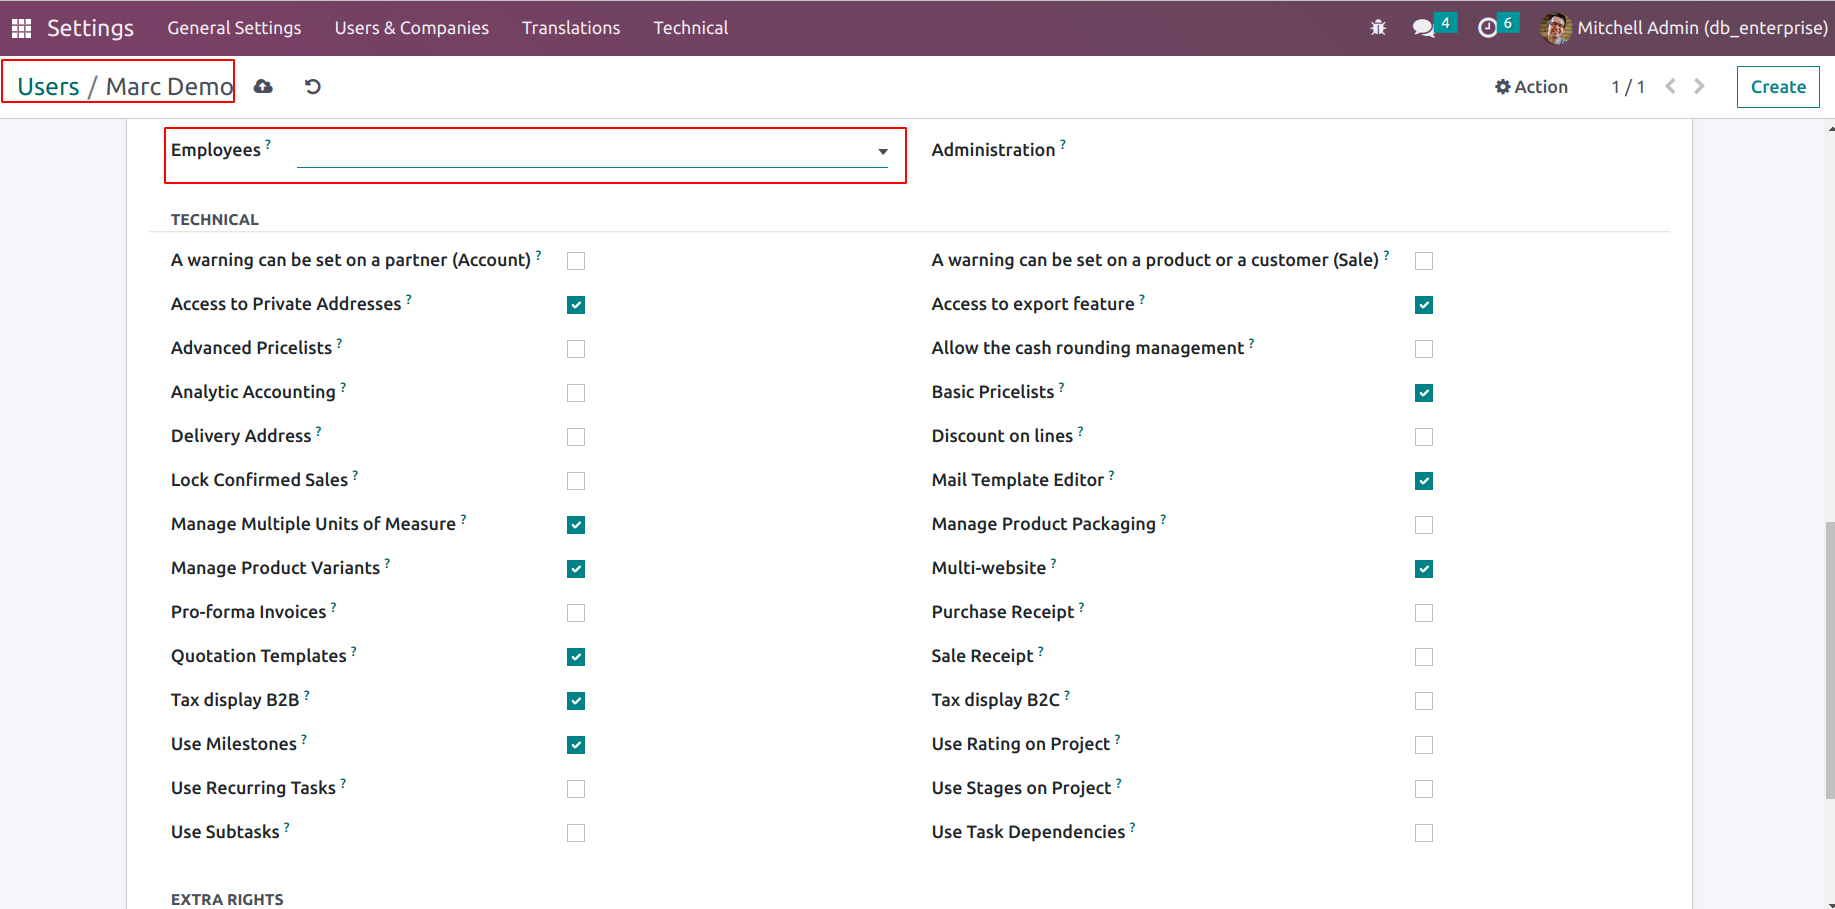 Settings General Settings Users & Companies Translations Technical 4 6 Mitchell Admin (db_enterprise)
Users / Marc Demo Action 1 / 1 Create
Employees ? Administration ?
TECHNICAL
A warning can be set on a partner (Account) ? A warning can be set on a product or a customer (Sale) ?
Access to Private Addresses ? Access to export feature ?
Advanced Pricelists ? Allow the cash rounding management ?
Analytic Accounting ? Basic Pricelists ?
Delivery Address ? Discount on lines ?
Lock Confirmed Sales ? Mail Template Editor ?
Manage Multiple Units of Measure ? Manage Product Packaging ?
Manage Product Variants ? Multi-website ?
Pro-forma Invoices ? Purchase Receipt ?
Quotation Templates ? Sale Receipt ?
Tax display B2B ? Tax display B2C ?
Use Milestones ? Use Rating on Project ?
Use Recurring Tasks ? Use Stages on Project ?
Use Subtasks ? Use Task Dependencies ?
EXTRA RIGHTS